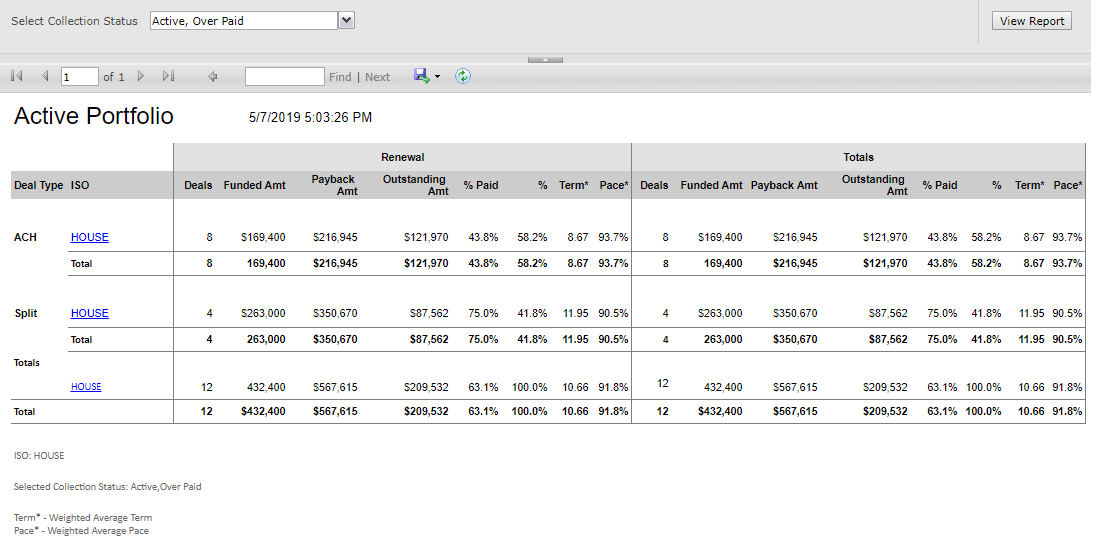 Select Collection Status Active, Over Paid View Report
1 of 1 Find | Next
Active Portfolio 5/7/2019 5:03:26 PM
Renewal Totals
Deal Type ISO Deals Funded Amt Payback Amt Outstanding Amt % Paid % Term* Pace* Deals Funded Amt Payback Amt Outstanding Amt % Paid % Term* Pace*
ACH HOUSE 8 $169,400 $216,945 $121,970 43.8% 58.2% 8.67 93.7% 8 $169,400 $216,945 $121,970 43.8% 58.2% 8.67 93.7%
Total 8 169,400 $216,945 $121,970 43.8% 58.2% 8.67 93.7% 8 169,400 $216,945 $121,970 43.8% 58.2% 8.67 93.7%
Split HOUSE 4 $263,000 $350,670 $87,562 75.0% 41.8% 11.95 90.5% 4 $263,000 $350,670 $87,562 75.0% 41.8% 11.95 90.5%
Total 4 263,000 $350,670 $87,562 75.0% 41.8% 11.95 90.5% 4 263,000 $350,670 $87,562 75.0% 41.8% 11.95 90.5%
Totals
HOUSE 12 432,400 $567,615 $209,532 63.1% 100.0% 10.66 91.8% 12 432,400 $567,615 $209,532 63.1% 100.0% 10.66 91.8%
Total 12 $432,400 $567,615 $209,532 63.1% 100.0% 10.66 91.8% 12 $432,400 $567,615 $209,532 63.1% 100.0% 10.66 91.8%
ISO: HOUSE
Selected Collection Status: Active,Over Paid
Term* - Weighted Average Term
Pace* - Weighted Average Pace